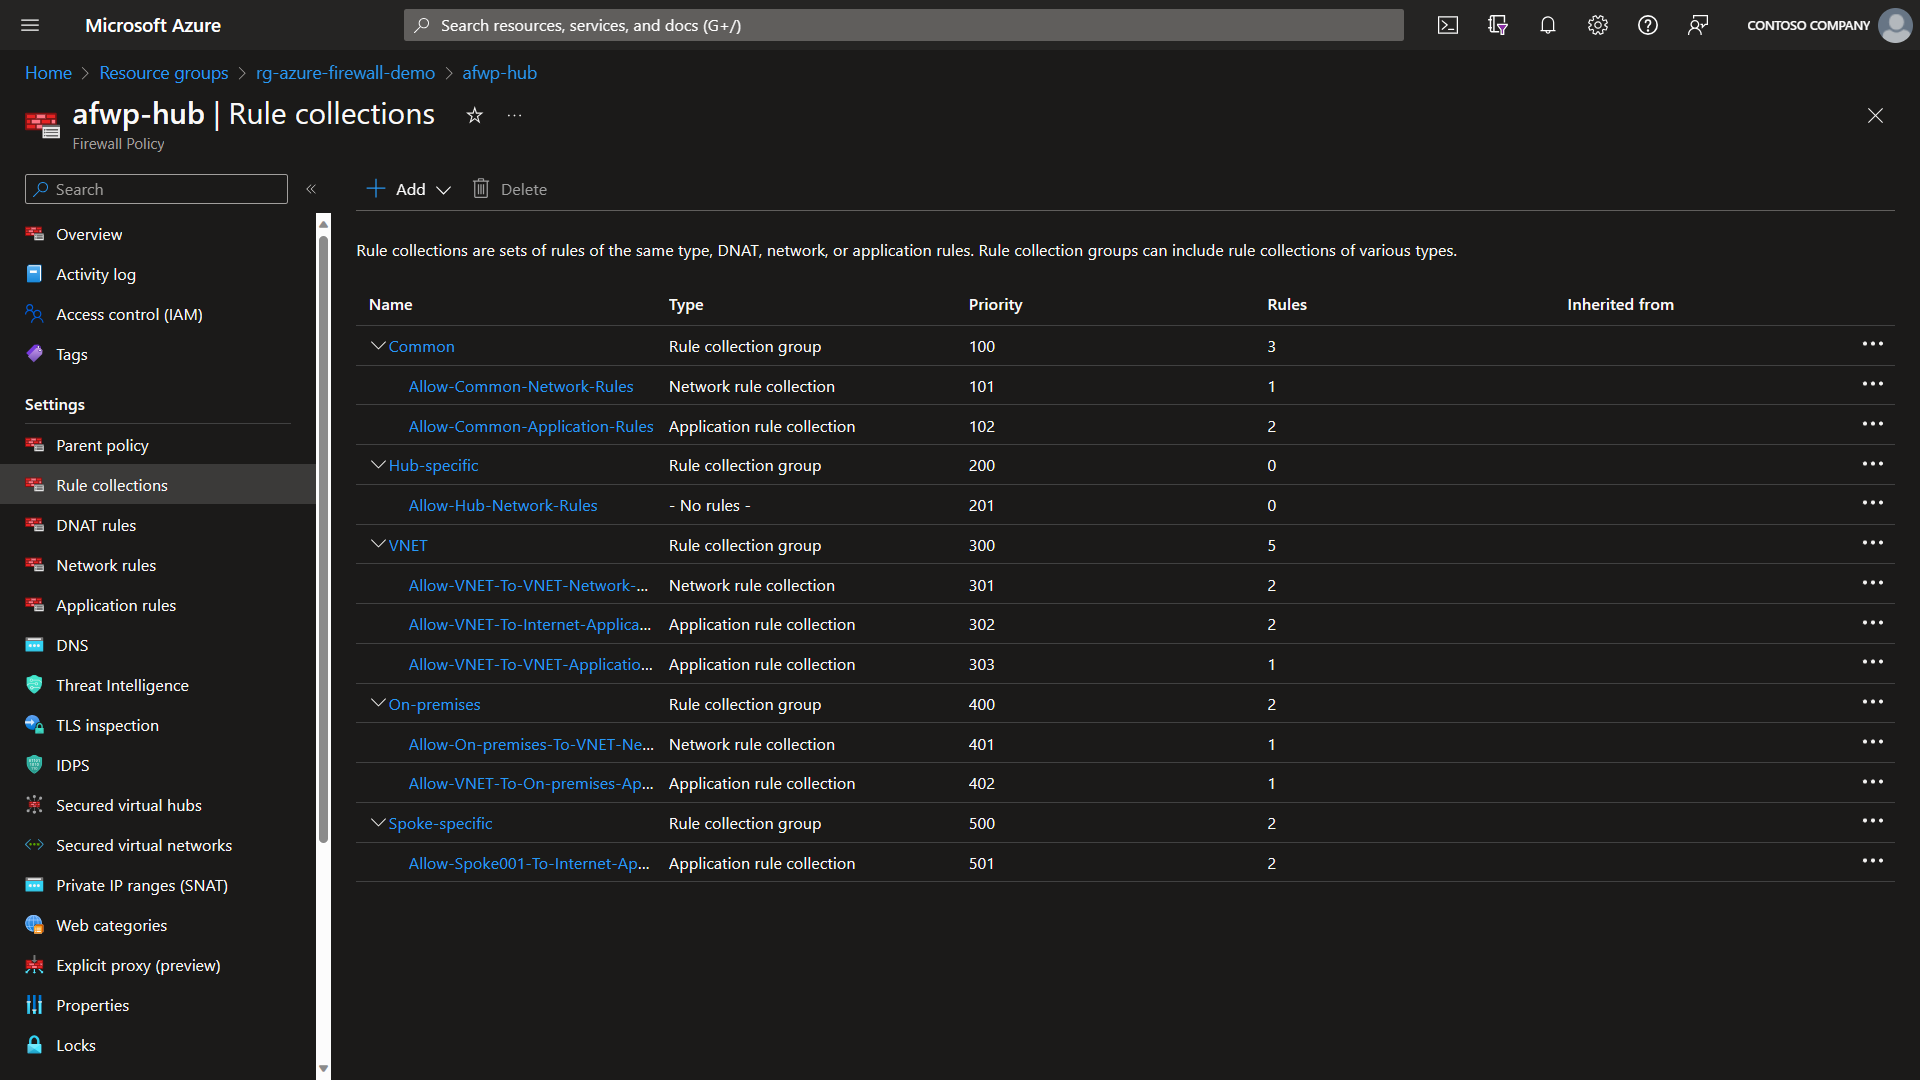 Microsoft Azure
Search resources, services, and docs (G+/)
CONTOSO COMPANY
Home > Resource groups > rg-azure-firewall-demo > afwp-hub
afwp-hub | Rule collections ...
Firewall Policy
Search «
Overview
Activity log
Access control (IAM)
Tags
Settings
Parent policy
Rule collections
DNAT rules
Network rules
Application rules
DNS
Threat Intelligence
TLS inspection
IDPS
Secured virtual hubs
Secured virtual networks
Private IP ranges (SNAT)
Web categories
Explicit proxy (preview)
Properties
Locks
Add Delete
Rule collections are sets of rules of the same type, DNAT, network, or application rules. Rule collection groups can include rule collections of various types.
Name Type Priority Rules Inherited from
Common Rule collection group 100 3 ...
Allow-Common-Network-Rules Network rule collection 101 1 ...
Allow-Common-Application-Rules Application rule collection 102 2 ...
Hub-specific Rule collection group 200 0 ...
Allow-Hub-Network-Rules - No rules - 201 0 ...
VNET Rule collection group 300 5 ...
Allow-VNET-To-VNET-Network-... Network rule collection 301 2 ...
Allow-VNET-To-Internet-Applica... Application rule collection 302 2 ...
Allow-VNET-To-VNET-Applicatio... Application rule collection 303 1 ...
On-premises Rule collection group 400 2 ...
Allow-On-premises-To-VNET-Ne... Network rule collection 401 1 ...
Allow-VNET-To-On-premises-Ap... Application rule collection 402 1 ...
Spoke-specific Rule collection group 500 2 ...
Allow-Spoke001-To-Internet-Ap... Application rule collection 501 2 ...